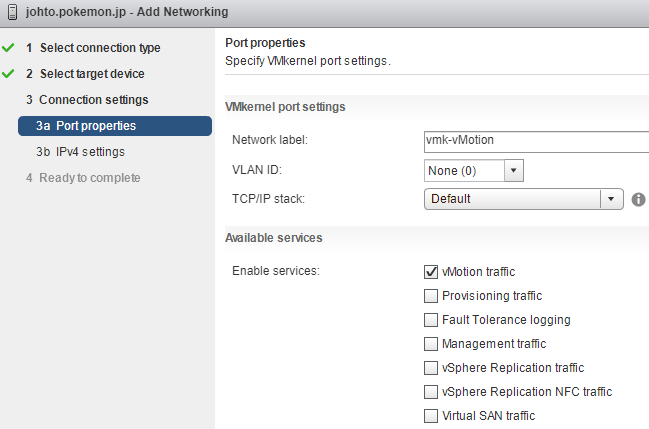 johto.pokemon.jp - Add Networking
1 Select connection type
2 Select target device
3 Connection settings
3a Port properties
3b IPv4 settings
4 Ready to complete
Port properties
Specify VMkernel port settings.
VMkernel port settings
Network label: vmk-vMotion
VLAN ID: None (0)
TCP/IP stack: Default
Available services
Enable services: vMotion traffic
Provisioning traffic
Fault Tolerance logging
Management traffic
vSphere Replication traffic
vSphere Replication NFC traffic
Virtual SAN traffic